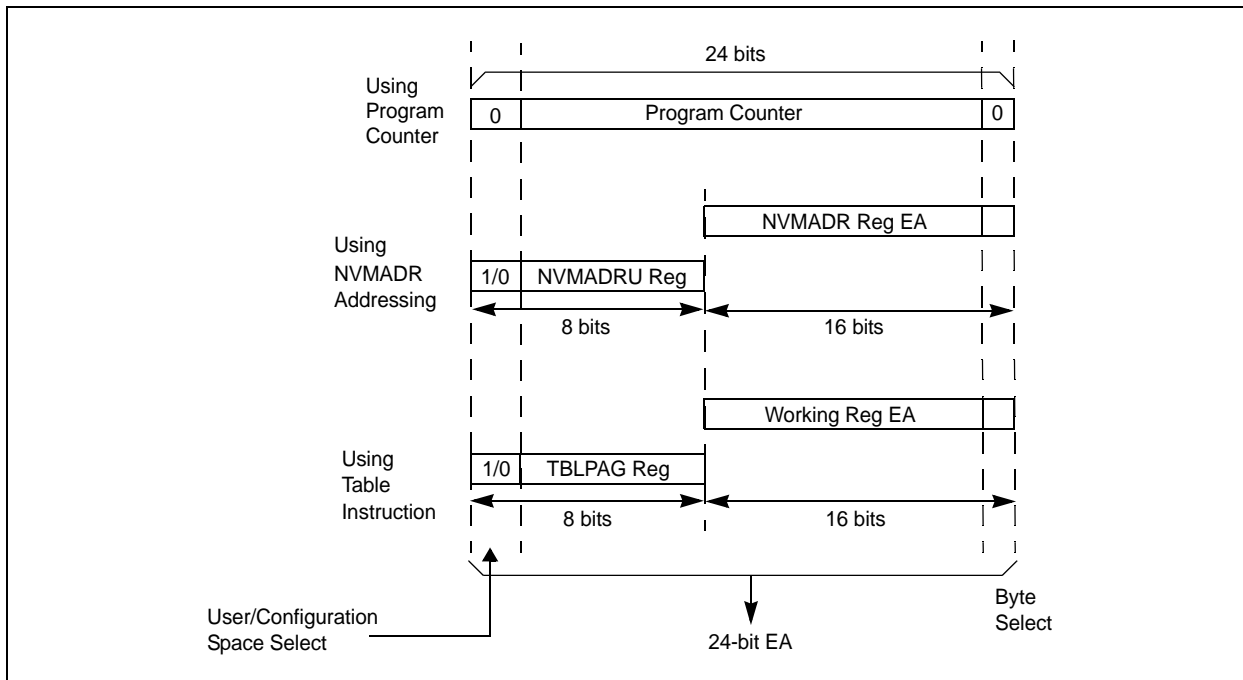 24 bits
Using
Program
Counter
0
Program Counter
0
NVMADR Reg EA
Using
NVMADR
Addressing
1/0
NVMADRU Reg
8 bits
16 bits
Working Reg EA
Using
Table
Instruction
1/0
TBLPAG Reg
8 bits
16 bits
User/Configuration
Space Select
24-bit EA
Byte
Select